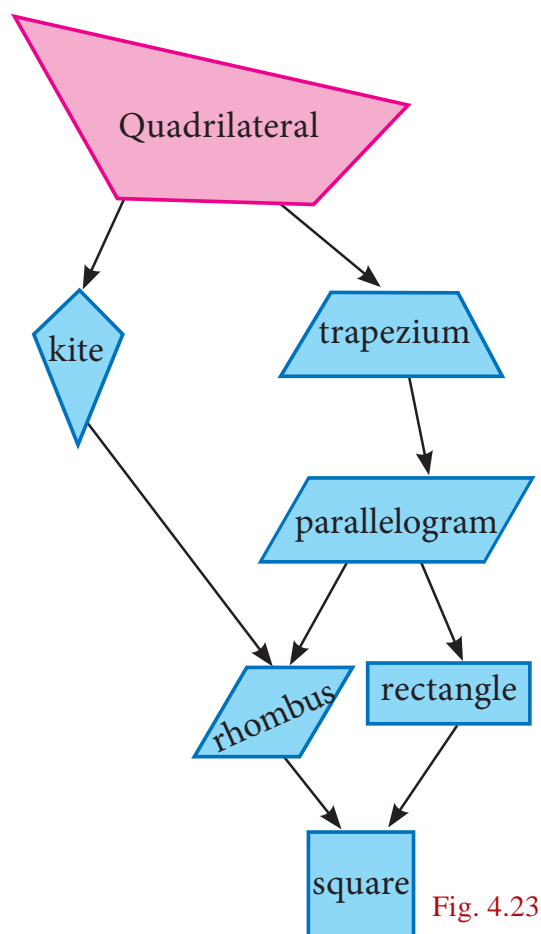 Quadrilateral
kite
trapezium
parallelogram
rhombus
rectangle
square
Fig. 4.23